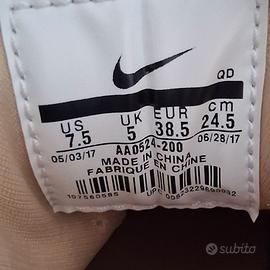 QD
US UK EUR cm
7.5 5 38.5 24.5
05/03/17 06/28/17
AA0524-200
MADE IN CHINA
FABRIQUE EN CHINE
107560585
subito